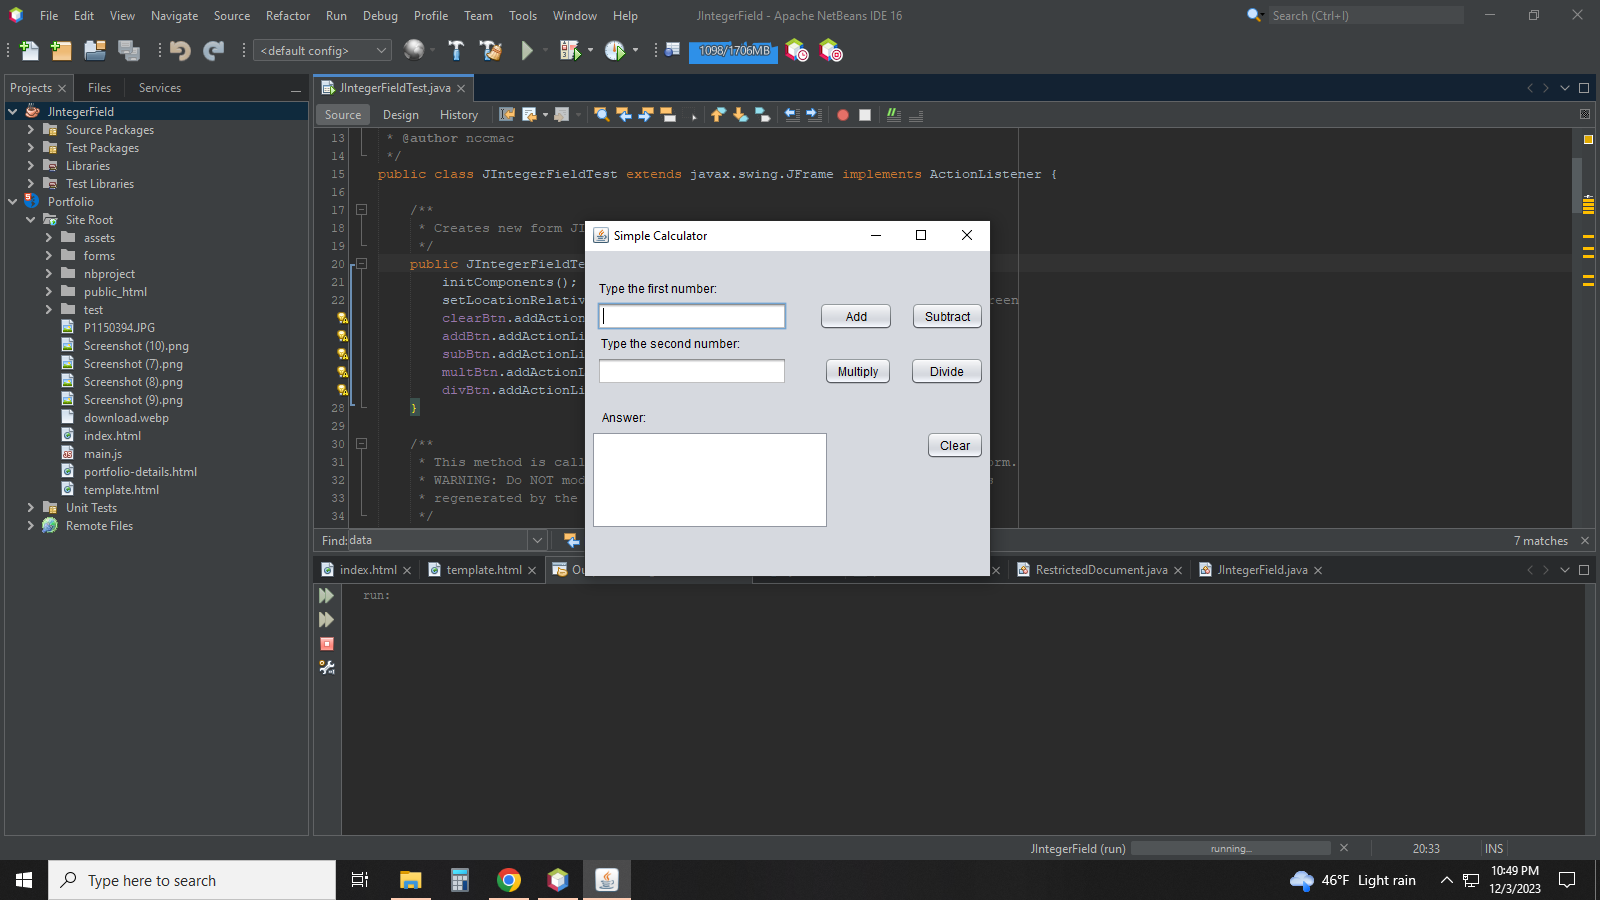 File Edit View Navigate Source Refactor Run Debug Profile Team Tools Window Help
JIntegerField - Apache NetBeans IDE 16
Search (Ctrl+I)
<default config>
1098/1706MB
Projects Files Services
JIntegerField
Source Packages
Test Packages
Libraries
Test Libraries
Portfolio
Site Root
assets
forms
nbproject
public_html
test
P1150394.JPG
Screenshot (10).png
Screenshot (7).png
Screenshot (8).png
Screenshot (9).png
download.webp
index.html
main.js
portfolio-details.html
template.html
Unit Tests
Remote Files
JIntegerFieldTest.java
Source Design History
13 * @author nccmac
14 */
15 public class JIntegerFieldTest extends javax.swing.JFrame implements ActionListener {
16
17 /**
18 * Creates new form JI
19 */
20 public JIntegerFieldTe
21 initComponents();
22 setLocationRelativ reen
clearBtn.addAction
addBtn.addActionLi
subBtn.addActionLi
multBtn.addActionL
divBtn.addActionLi
28 }
29
30 /**
31 * This method is call orm.
32 * WARNING: Do NOT mod s
33 * regenerated by the
34 */
Simple Calculator
Type the first number:
Add Subtract
Type the second number:
Multiply Divide
Answer:
Clear
Find: data
7 matches
index.html template.html Ou RestrictedDocument.java JIntegerField.java
run:
JIntegerField (run) running... 20:33 INS
Type here to search
46°F Light rain
10:49 PM
12/3/2023